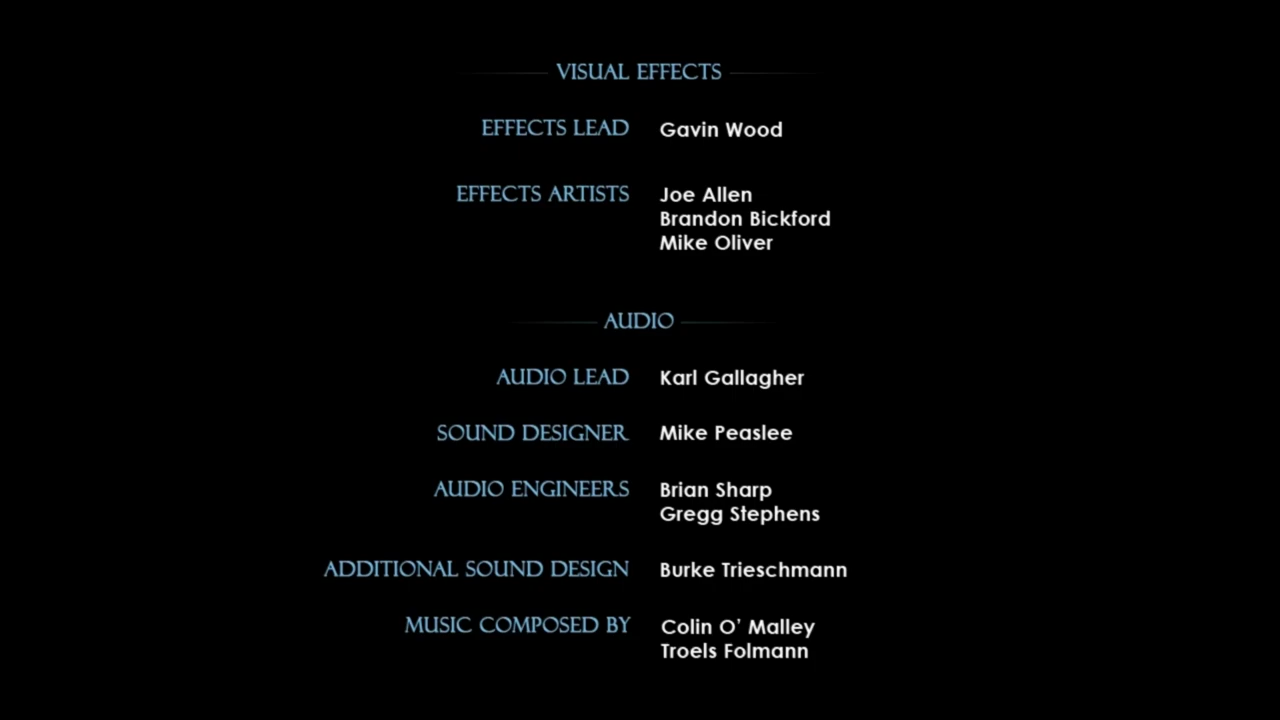 VISUAL EFFECTS
EFFECTS LEAD Gavin Wood
EFFECTS ARTISTS Joe Allen
Brandon Bickford
Mike Oliver
AUDIO
AUDIO LEAD Karl Gallagher
SOUND DESIGNER Mike Peaslee
AUDIO ENGINEERS Brian Sharp
Gregg Stephens
ADDITIONAL SOUND DESIGN Burke Trieschmann
MUSIC COMPOSED BY Colin O’ Malley
Troels Folmann